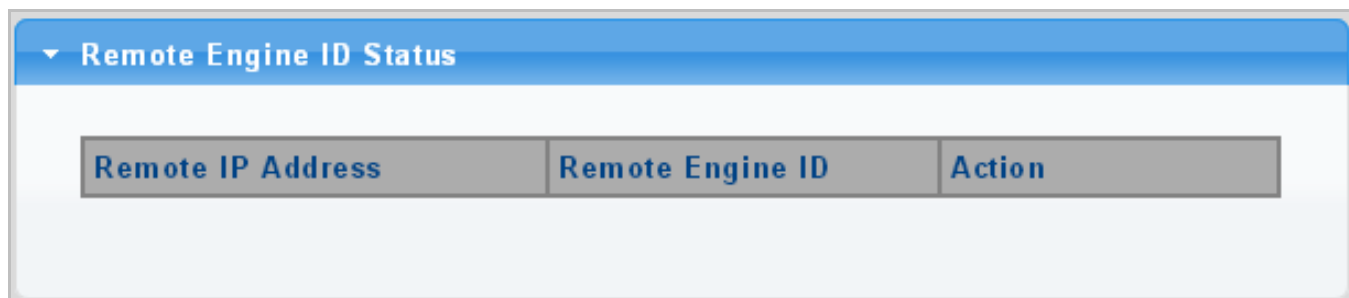 Remote Engine ID Status
Remote IP Address Remote Engine ID Action